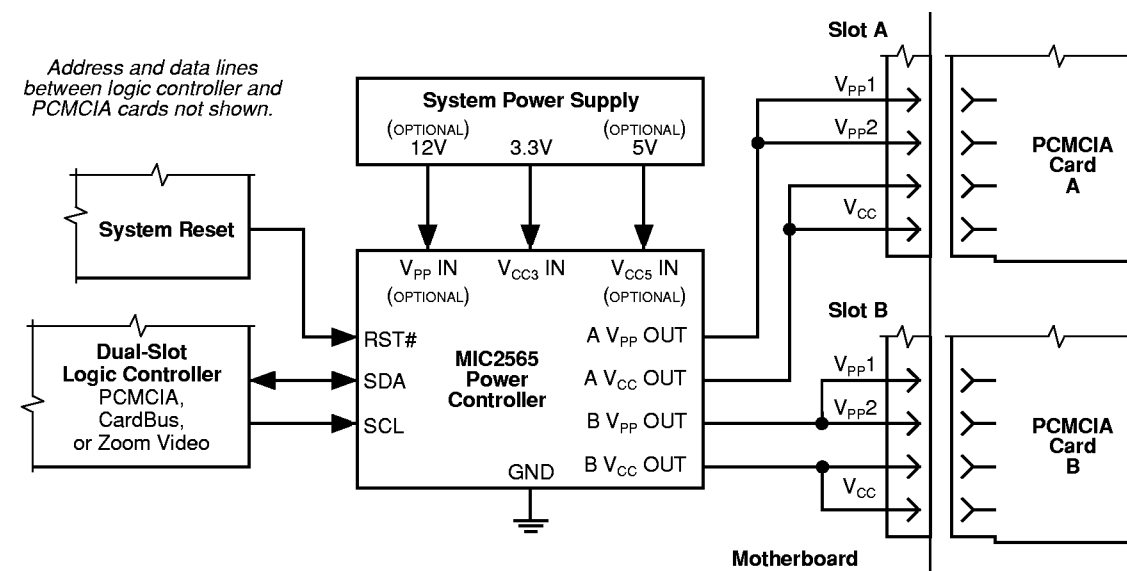 Address and data lines
between logic controller and
PCMCIA cards not shown.
System Reset
Dual-Slot
Logic Controller
PCMCIA,
CardBus,
or Zoom Video
System Power Supply
(OPTIONAL) (OPTIONAL)
12V 3.3V 5V
VPP IN VCC3 IN VCC5 IN
(OPTIONAL) (OPTIONAL)
RST#
SDA
SCL
MIC2565
Power
Controller
GND
A VPP OUT
A VCC OUT
B VPP OUT
B VCC OUT
Slot A
VPP1
VPP2
VCC
PCMCIA
Card
A
Slot B
VPP1
VPP2
VCC
PCMCIA
Card
B
Motherboard